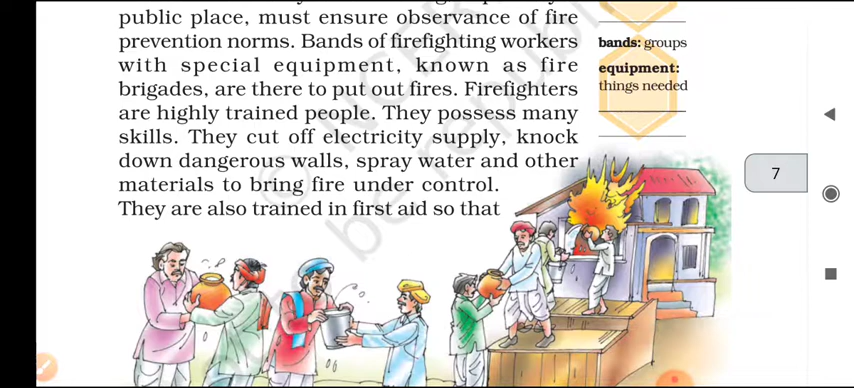 public place, must ensure observance of fire
prevention norms. Bands of firefighting workers
with special equipment, known as fire
brigades, are there to put out fires. Firefighters
are highly trained people. They possess many
skills. They cut off electricity supply, knock
down dangerous walls, spray water and other
materials to bring fire under control.
They are also trained in first aid so that
bands: groups
equipment:
things needed
7